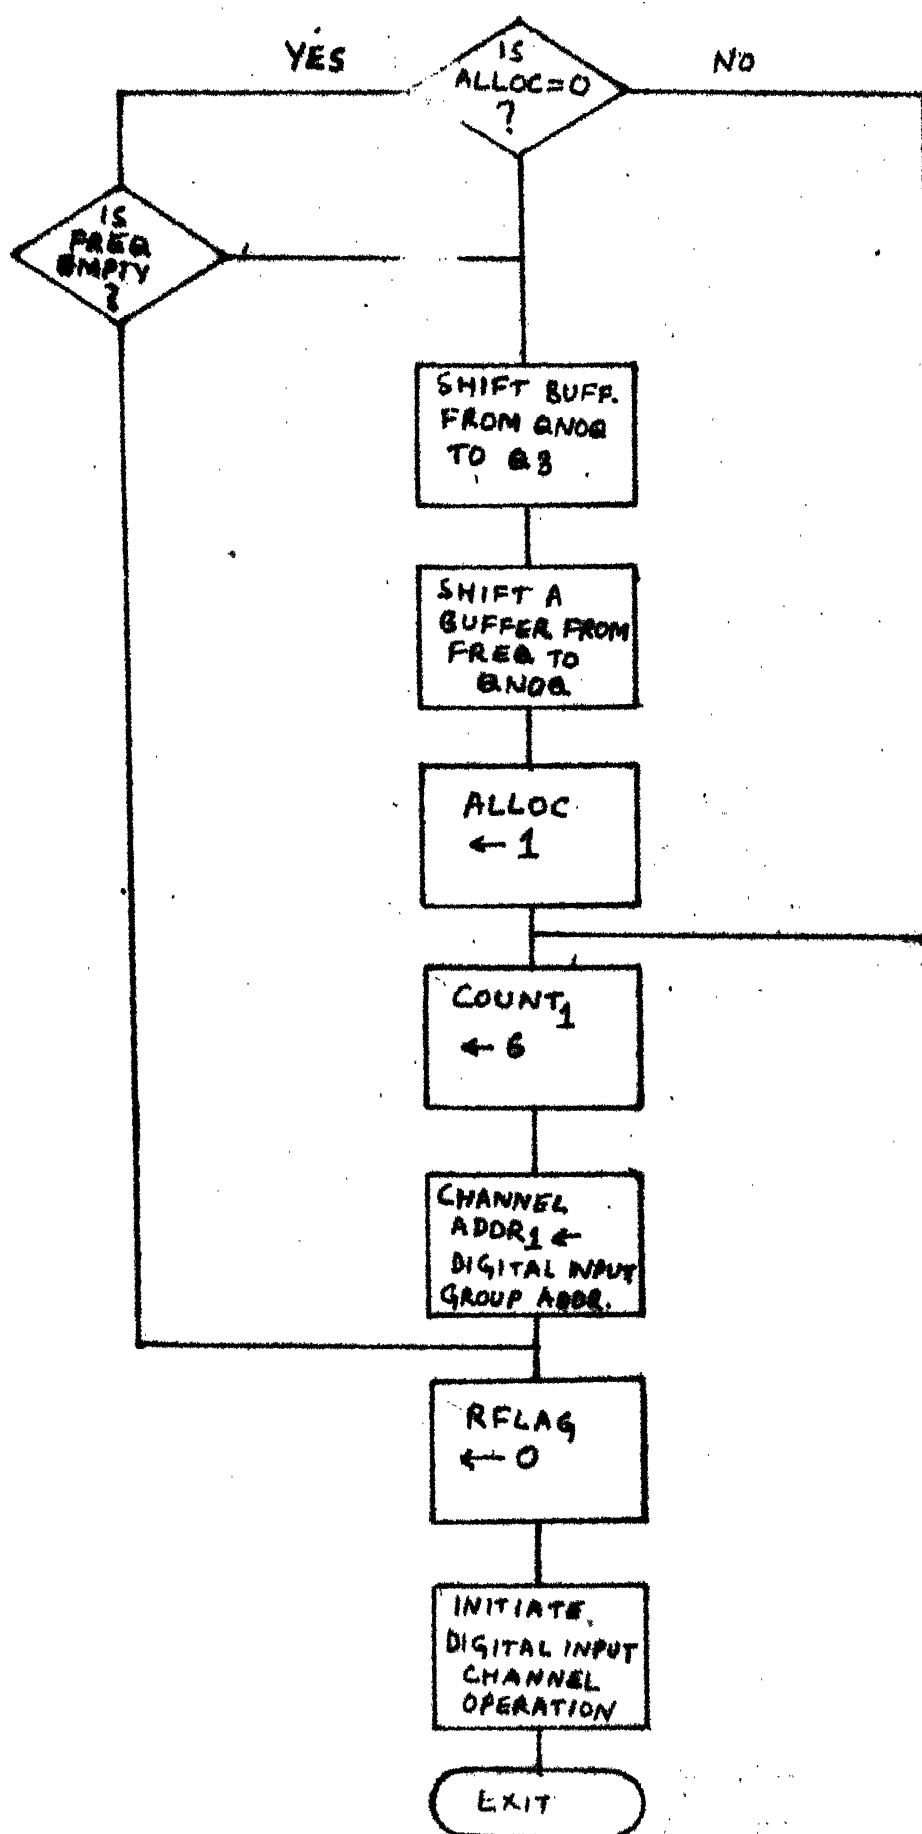 YES
IS
ALLOC=0
?
NO
IS
FREQ
EMPTY
?
SHIFT BUFF.
FROM QNOQ
TO Q3
SHIFT A
BUFFER FROM
FREQ TO
QNOQ
ALLOC
← 1
COUNT1
← 6
CHANNEL
ADDR1 ←
DIGITAL INPUT
GROUP ADDR.
RFLAG
← 0
INITIATE
DIGITAL INPUT
CHANNEL
OPERATION
EXIT